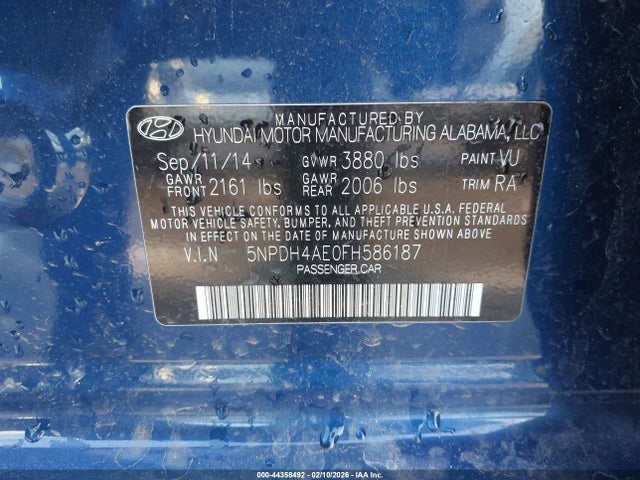 MANUFACTURED BY
HYUNDAI MOTOR MANUFACTURING ALABAMA, LLC
Sep/11/14 GVWR 3880 lbs PAINT VU
GAWR FRONT 2161 lbs GAWR REAR 2006 lbs TRIM RA
THIS VEHICLE CONFORMS TO ALL APPLICABLE U.S.A. FEDERAL
MOTOR VEHICLE SAFETY, BUMPER, AND THEFT PREVENTION STANDARDS
IN EFFECT ON THE DATE OF MANUFACTURE SHOWN ABOVE.
V.I.N 5NPDH4AE0FH586187
PASSENGER CAR
000-44358492 — 02/10/2026 — COPART